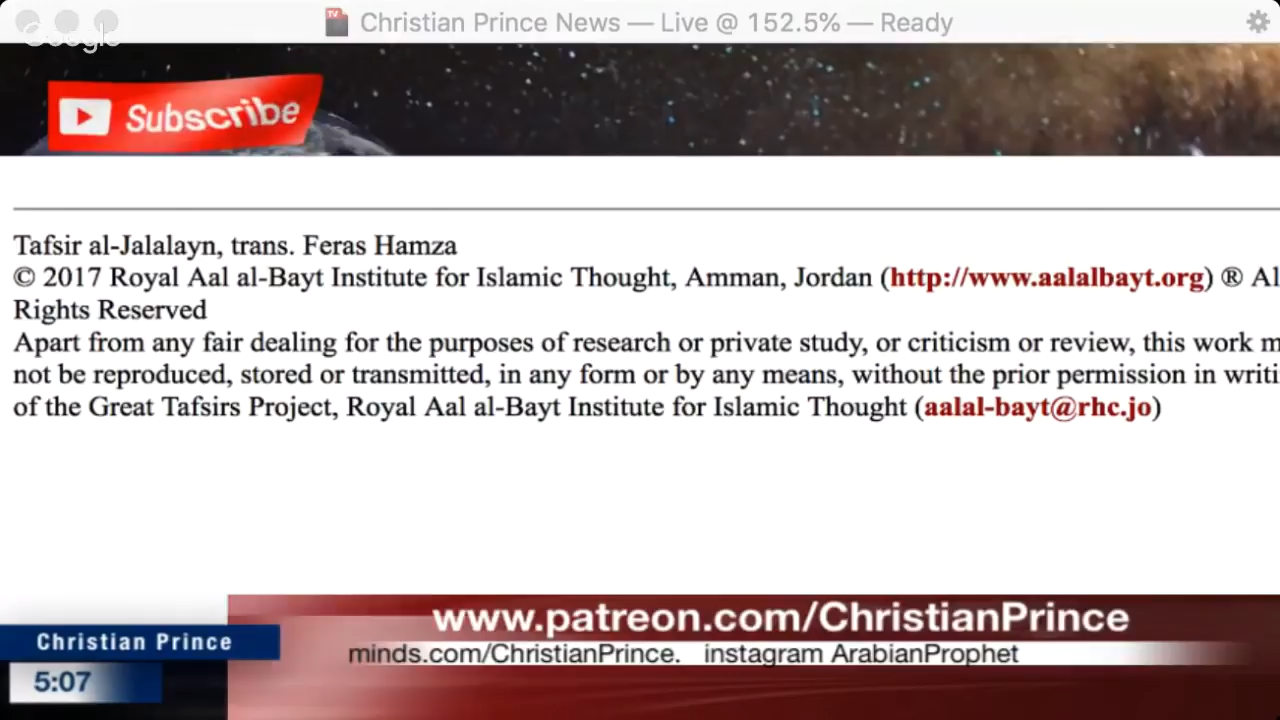 Christian Prince News — Live @ 152.5% — Ready
Google
TV
Subscribe
Tafsir al-Jalalayn, trans. Feras Hamza
© 2017 Royal Aal al-Bayt Institute for Islamic Thought, Amman, Jordan (http://www.aalalbayt.org) ® Al
Rights Reserved
Apart from any fair dealing for the purposes of research or private study, or criticism or review, this work m
not be reproduced, stored or transmitted, in any form or by any means, without the prior permission in writi
of the Great Tafsirs Project, Royal Aal al-Bayt Institute for Islamic Thought (aalal-bayt@rhc.jo)
www.patreon.com/ChristianPrince
Christian Prince
minds.com/ChristianPrince. instagram ArabianProphet
5:07